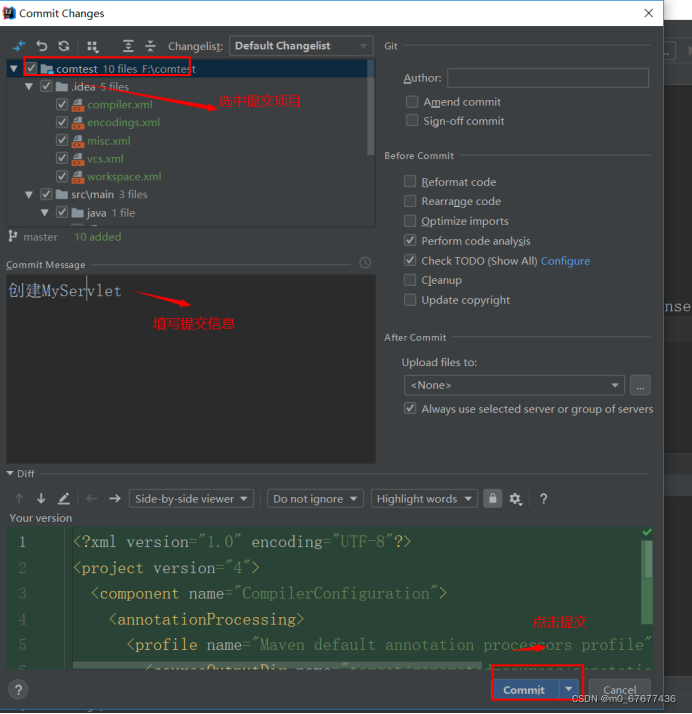 Commit Changes
Changelist: Default Changelist
comtest 10 files F:\comtest
.idea 5 files
选中提交项目
compiler.xml
encodings.xml
misc.xml
vcs.xml
workspace.xml
src\main 3 files
java 1 file
master 10 added
Commit Message
创建MyServlet
填写提交信息
Git
Author:
Amend commit
Sign-off commit
Before Commit
Reformat code
Rearrange code
Optimize imports
Perform code analysis
Check TODO (Show All) Configure
Cleanup
Update copyright
After Commit
Upload files to:
<None>
...
Always use selected server or group of servers
nse
Diff
Side-by-side viewer Do not ignore Highlight words ?
Your version
1 <?xml version="1.0" encoding="UTF-8"?>
2 <project version="4">
3 <component name="CompilerConfiguration">
4 <annotationProcessing>
点击提交
5 <profile name="Maven default annotation processors profile"
? Commit Cancel
CSDN @m0_67677436